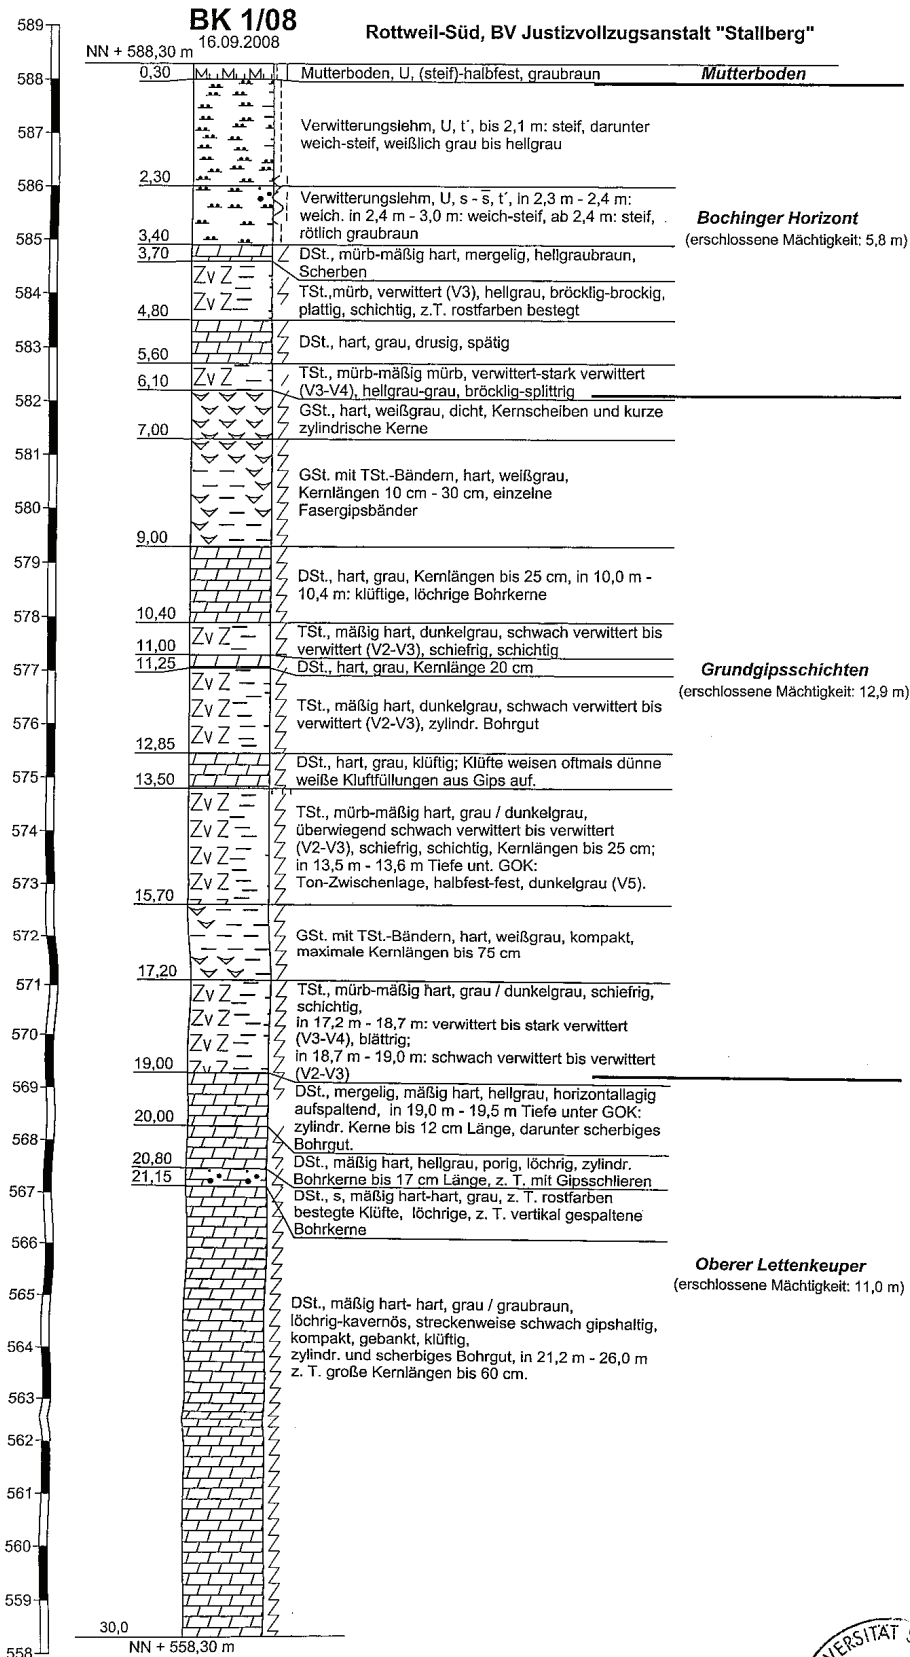 BK 1/08
16.09.2008
Rottweil-Süd, BV Justizvollzugsanstalt "Stallberg"
589
NN + 588,30 m
588
0,30
M M M
Mutterboden, U, (steif)-halbfest, graubraun
Mutterboden
587
Verwitterungslehm, U, t´, bis 2,1 m: steif, darunter
weich-steif, weißlich grau bis hellgrau
586
2,30
Verwitterungslehm, U, s - s̅, t´, in 2,3 m - 2,4 m:
weich. in 2,4 m - 3,0 m: weich-steif, ab 2,4 m: steif,
rötlich graubraun
Bochinger Horizont
(erschlossene Mächtigkeit: 5,8 m)
585
3,40
DSt., mürb-mäßig hart, mergelig, hellgraubraun,
Scherben
3,70
Zv Z
Zv Z
TSt.,mürb, verwittert (V3), hellgrau, bröcklig-brockig,
plattig, schichtig, z.T. rostfarben bestegt
584
4,80
583
DSt., hart, grau, drusig, spätig
5,60
Zv Z
TSt., mürb-mäßig mürb, verwittert-stark verwittert
(V3-V4), hellgrau-grau, bröcklig-splittrig
6,10
582
GSt., hart, weißgrau, dicht, Kernscheiben und kurze
zylindrische Kerne
7,00
581
GSt. mit TSt.-Bändern, hart, weißgrau,
Kernlängen 10 cm - 30 cm, einzelne
Fasergipsbänder
580
9,00
579
DSt., hart, grau, Kernlängen bis 25 cm, in 10,0 m -
10,4 m: klüftige, löchrige Bohrkerne
578
10,40
Zv Z
TSt., mäßig hart, dunkelgrau, schwach verwittert bis
verwittert (V2-V3), schiefrig, schichtig
11,00
577
11,25
DSt., hart, grau, Kernlänge 20 cm
Grundgipsschichten
(erschlossene Mächtigkeit: 12,9 m)
Zv Z
Zv Z
Zv Z
TSt., mäßig hart, dunkelgrau, schwach verwittert bis
verwittert (V2-V3), zylindr. Bohrgut
576
12,85
DSt., hart, grau, klüftig; Klüfte weisen oftmals dünne
weiße Kluftfüllungen aus Gips auf.
575
13,50
Zv Z
Zv Z
Zv Z
Zv Z
TSt., mürb-mäßig hart, grau / dunkelgrau,
überwiegend schwach verwittert bis verwittert
(V2-V3), schiefrig, schichtig, Kernlängen bis 25 cm;
in 13,5 m - 13,6 m Tiefe unt. GOK:
Ton-Zwischenlage, halbfest-fest, dunkelgrau (V5).
574
573
15,70
572
GSt. mit TSt.-Bändern, hart, weißgrau, kompakt,
maximale Kernlängen bis 75 cm
17,20
571
Zv Z
Zv Z
Zv Z
Zv Z
TSt., mürb-mäßig hart, grau / dunkelgrau, schiefrig,
schichtig,
in 17,2 m - 18,7 m: verwittert bis stark verwittert
(V3-V4), blättrig;
in 18,7 m - 19,0 m: schwach verwittert bis verwittert
(V2-V3)
570
19,00
569
DSt., mergelig, mäßig hart, hellgrau, horizontallagig
aufspaltend, in 19,0 m - 19,5 m Tiefe unter GOK:
zylindr. Kerne bis 12 cm Länge, darunter scherbiges
Bohrgut.
20,00
568
DSt., mäßig hart, hellgrau, porig, löchrig, zylindr.
Bohrkerne bis 17 cm Länge, z. T. mit Gipsschlieren
20,80
21,15
567
DSt., s, mäßig hart-hart, grau, z. T. rostfarben
bestegte Klüfte, löchrige, z. T. vertikal gespaltene
Bohrkerne
566
Oberer Lettenkeuper
(erschlossene Mächtigkeit: 11,0 m)
565
DSt., mäßig hart- hart, grau / graubraun,
löchrig-kavernös, streckenweise schwach gipshaltig,
kompakt, gebankt, klüftig,
zylindr. und scherbiges Bohrgut, in 21,2 m - 26,0 m
z. T. große Kernlängen bis 60 cm.
564
563
562
561
560
559
30,0
NN + 558,30 m
558